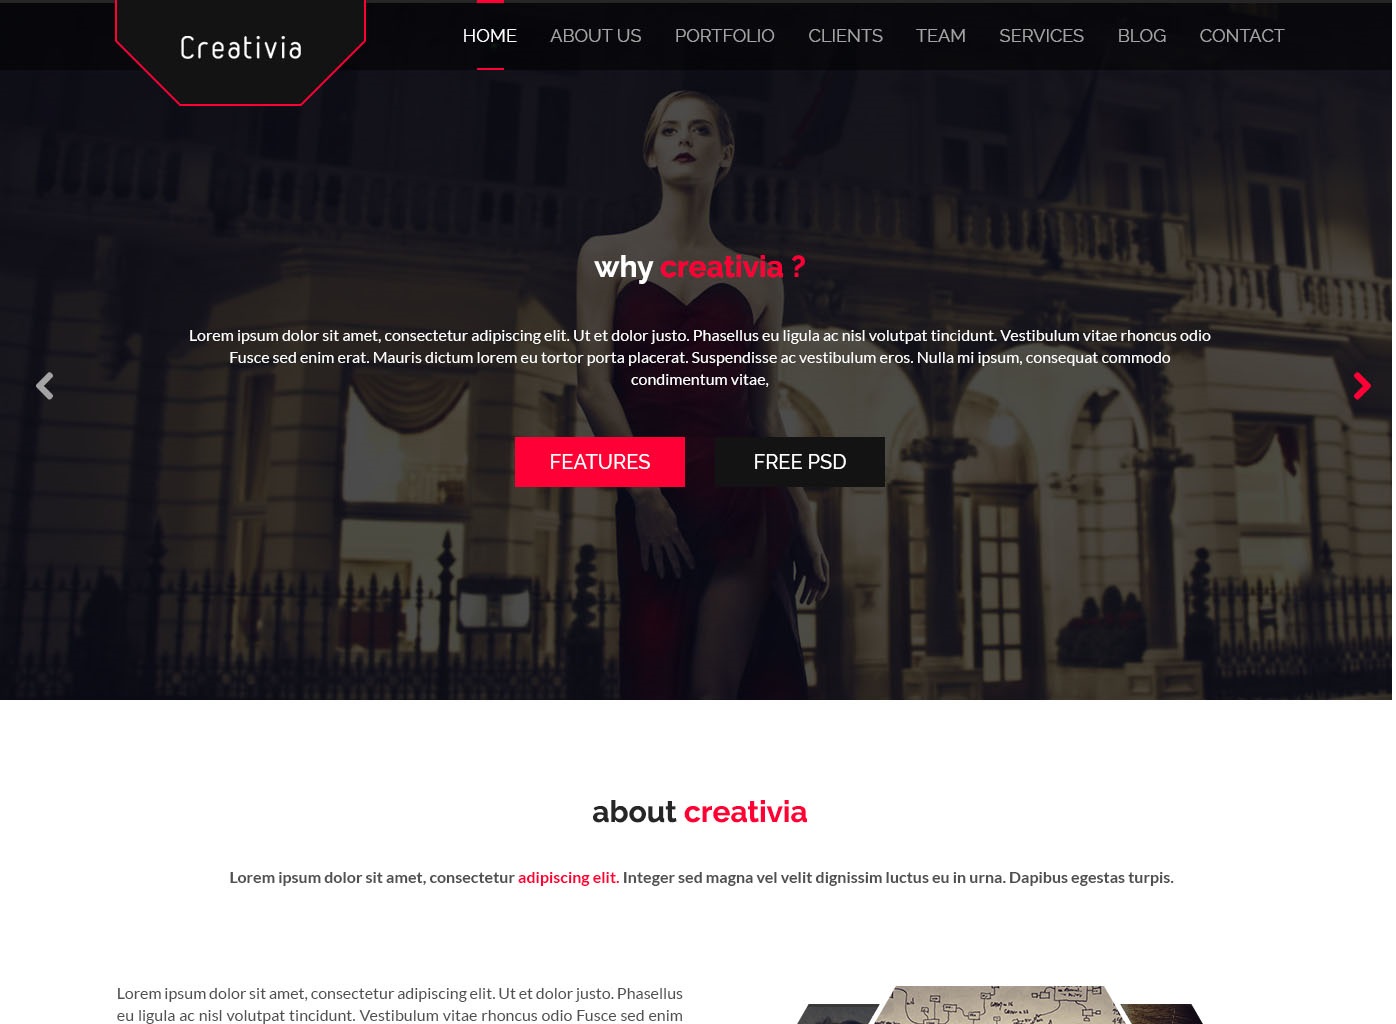 Creativia
HOME ABOUT US PORTFOLIO CLIENTS TEAM SERVICES BLOG CONTACT
why creativia ?
Lorem ipsum dolor sit amet, consectetur adipiscing elit. Ut et dolor justo. Phasellus eu ligula ac nisl volutpat tincidunt. Vestibulum vitae rhoncus odio
Fusce sed enim erat. Mauris dictum lorem eu tortor porta placerat. Suspendisse ac vestibulum eros. Nulla mi ipsum, consequat commodo
condimentum vitae,
FEATURES FREE PSD
about creativia
Lorem ipsum dolor sit amet, consectetur adipiscing elit. Integer sed magna vel velit dignissim luctus eu in urna. Dapibus egestas turpis.
Lorem ipsum dolor sit amet, consectetur adipiscing elit. Ut et dolor justo. Phasellus
eu ligula ac nisl volutpat tincidunt. Vestibulum vitae rhoncus odio Fusce sed enim